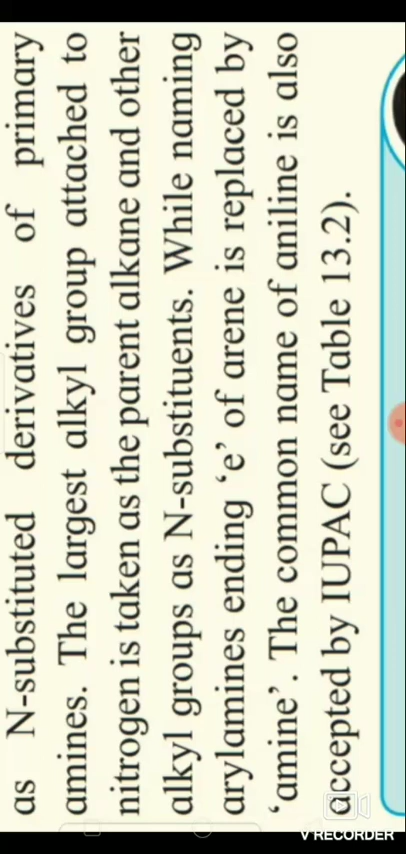 as N-substituted derivatives of primary
amines. The largest alkyl group attached to
nitrogen is taken as the parent alkane and other
alkyl groups as N-substituents. While naming
arylamines ending ‘e’ of arene is replaced by
‘amine’. The common name of aniline is also
accepted by IUPAC (see Table 13.2).
V RECORDER